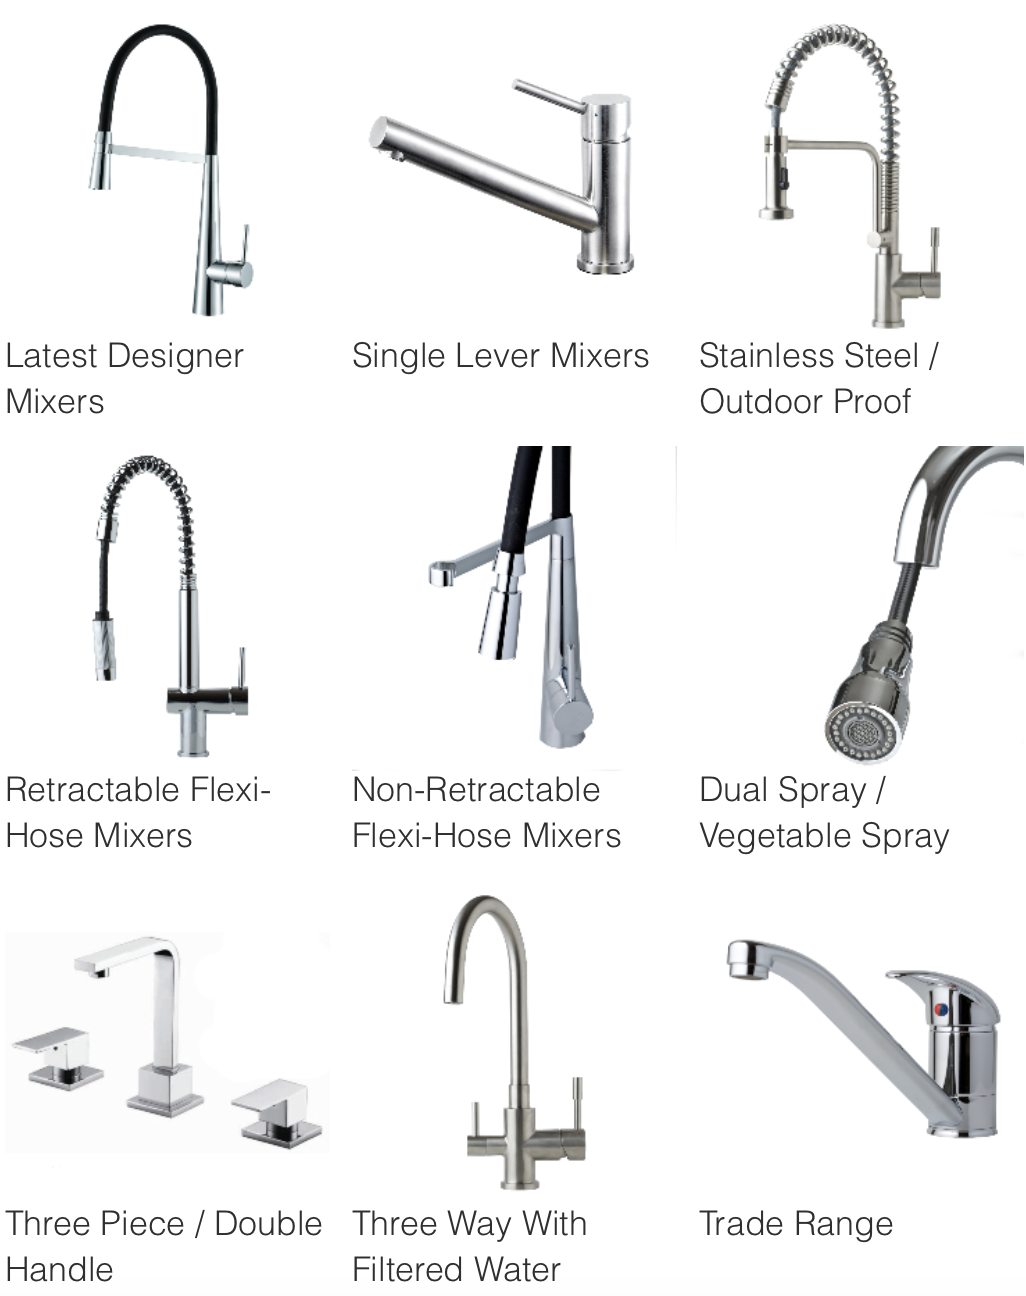 Latest Designer
Mixers
Single Lever Mixers
Stainless Steel /
Outdoor Proof
Retractable Flexi-
Hose Mixers
Non-Retractable
Flexi-Hose Mixers
Dual Spray /
Vegetable Spray
Three Piece / Double
Handle
Three Way With
Filtered Water
Trade Range